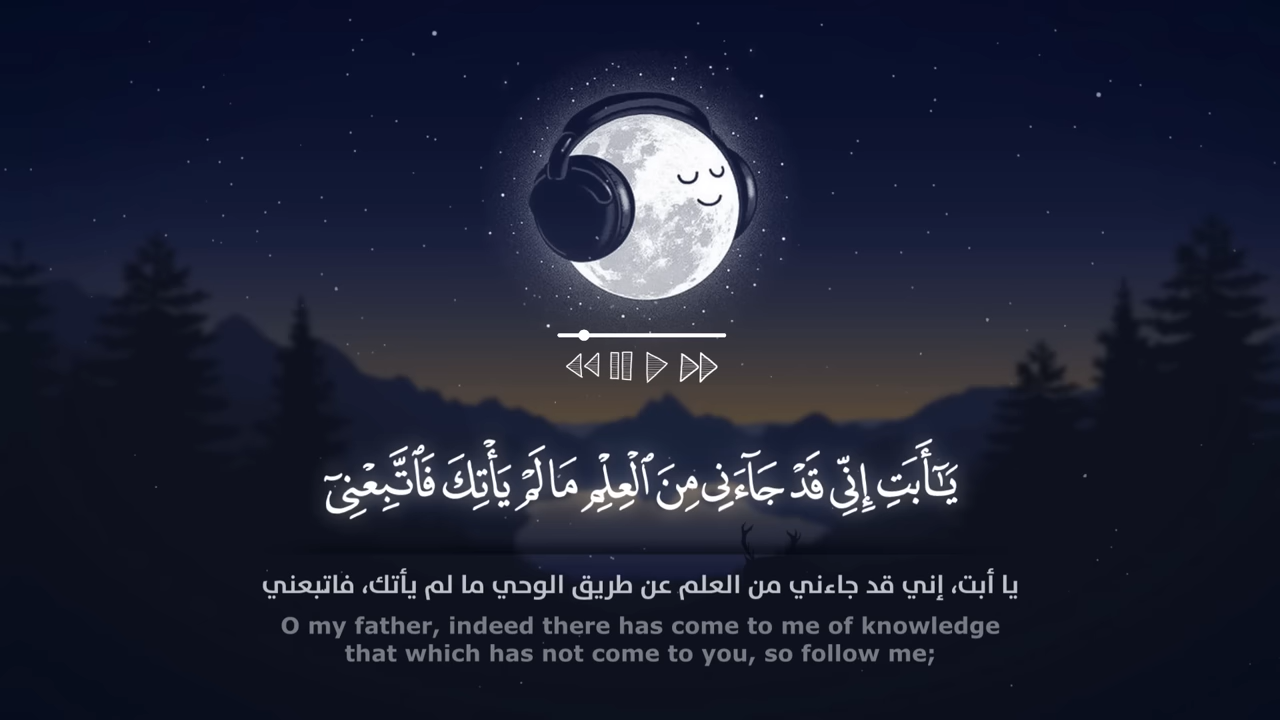 يَـٰٓأَبَتِ إِنِّى قَدْ جَآءَنِى مِنَ ٱلْعِلْمِ مَا لَمْ يَأْتِكَ فَٱتَّبِعْنِىٓ
يا أبت، إني قد جاءني من العلم عن طريق الوحي ما لم يأتك، فاتبعني
O my father, indeed there has come to me of knowledge
that which has not come to you, so follow me;